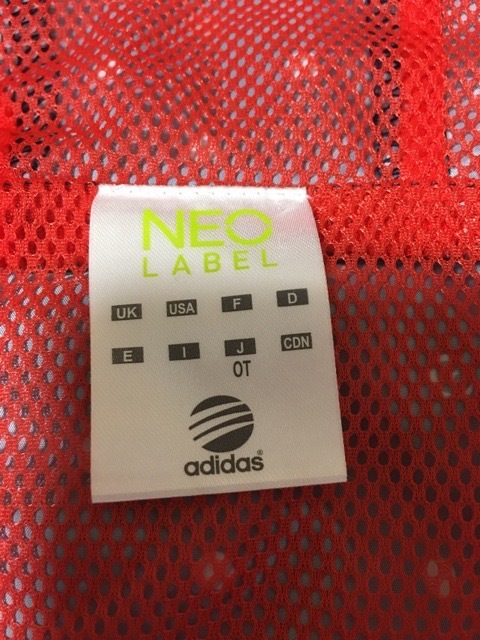 NEO
LABEL
UK USA F D
E I J CDN
OT
adidas®